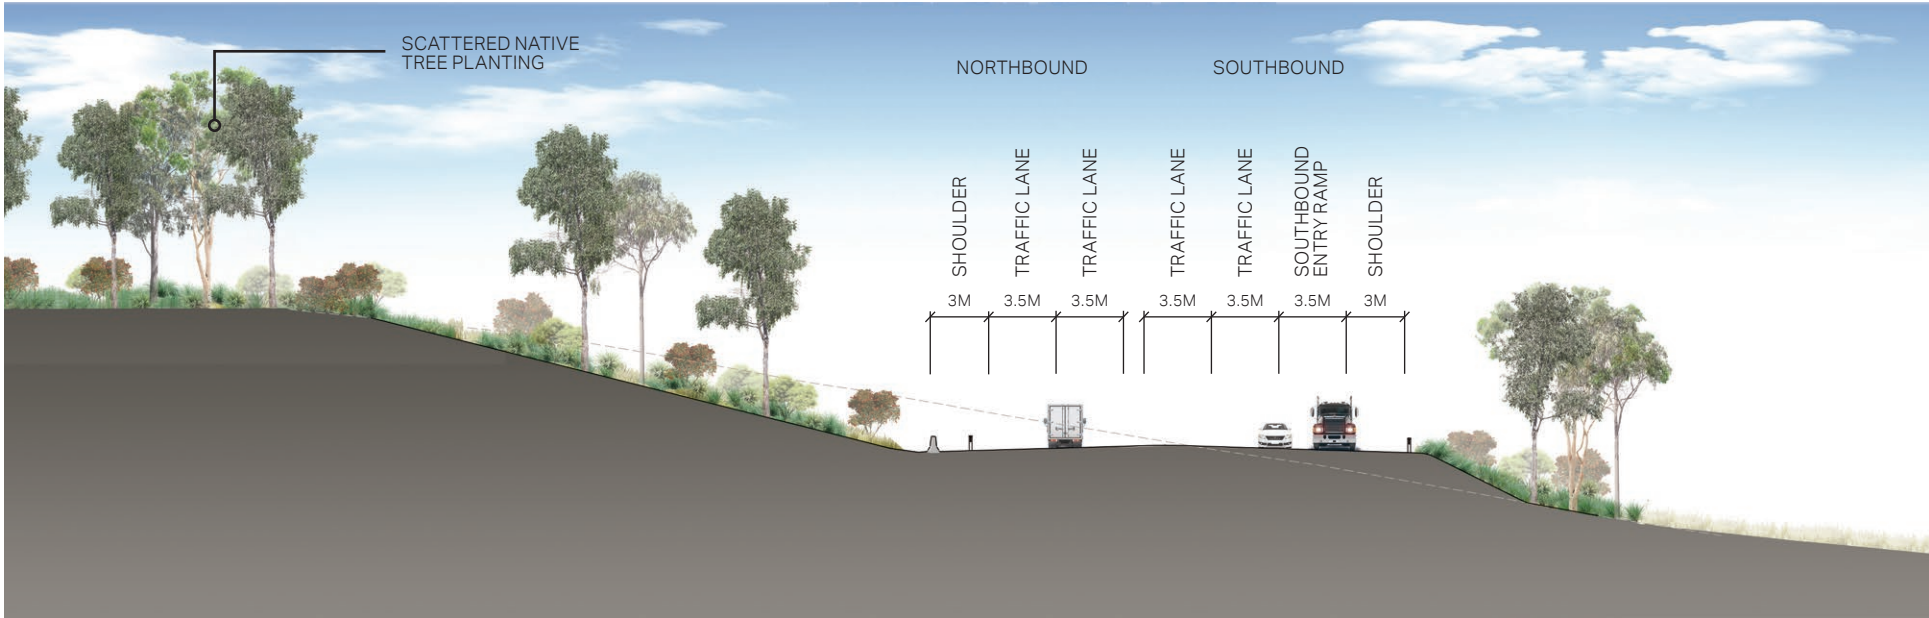 SCATTERED NATIVE
TREE PLANTING
NORTHBOUND
SOUTHBOUND
SHOULDER
TRAFFIC LANE
TRAFFIC LANE
TRAFFIC LANE
TRAFFIC LANE
SOUTHBOUND
ENTRY RAMP
SHOULDER
3M
3.5M
3.5M
3.5M
3.5M
3.5M
3M